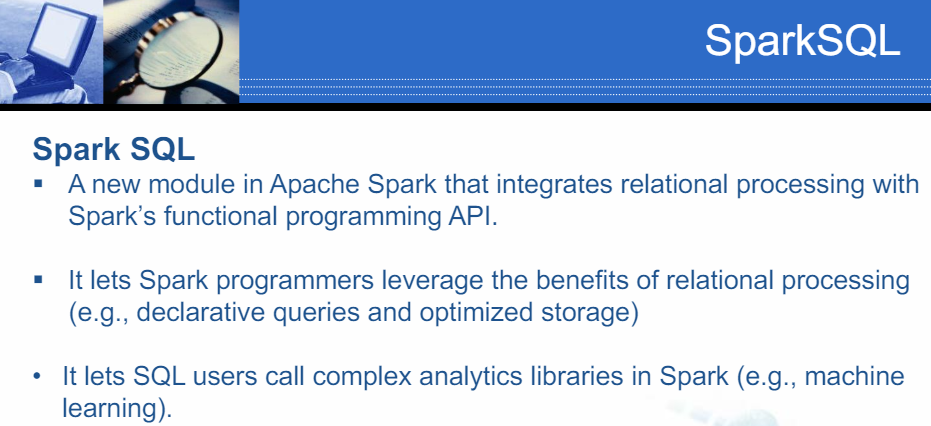 SparkSQL
Spark SQL
▪ A new module in Apache Spark that integrates relational processing with
Spark’s functional programming API.
▪ It lets Spark programmers leverage the benefits of relational processing
(e.g., declarative queries and optimized storage)
• It lets SQL users call complex analytics libraries in Spark (e.g., machine
learning).